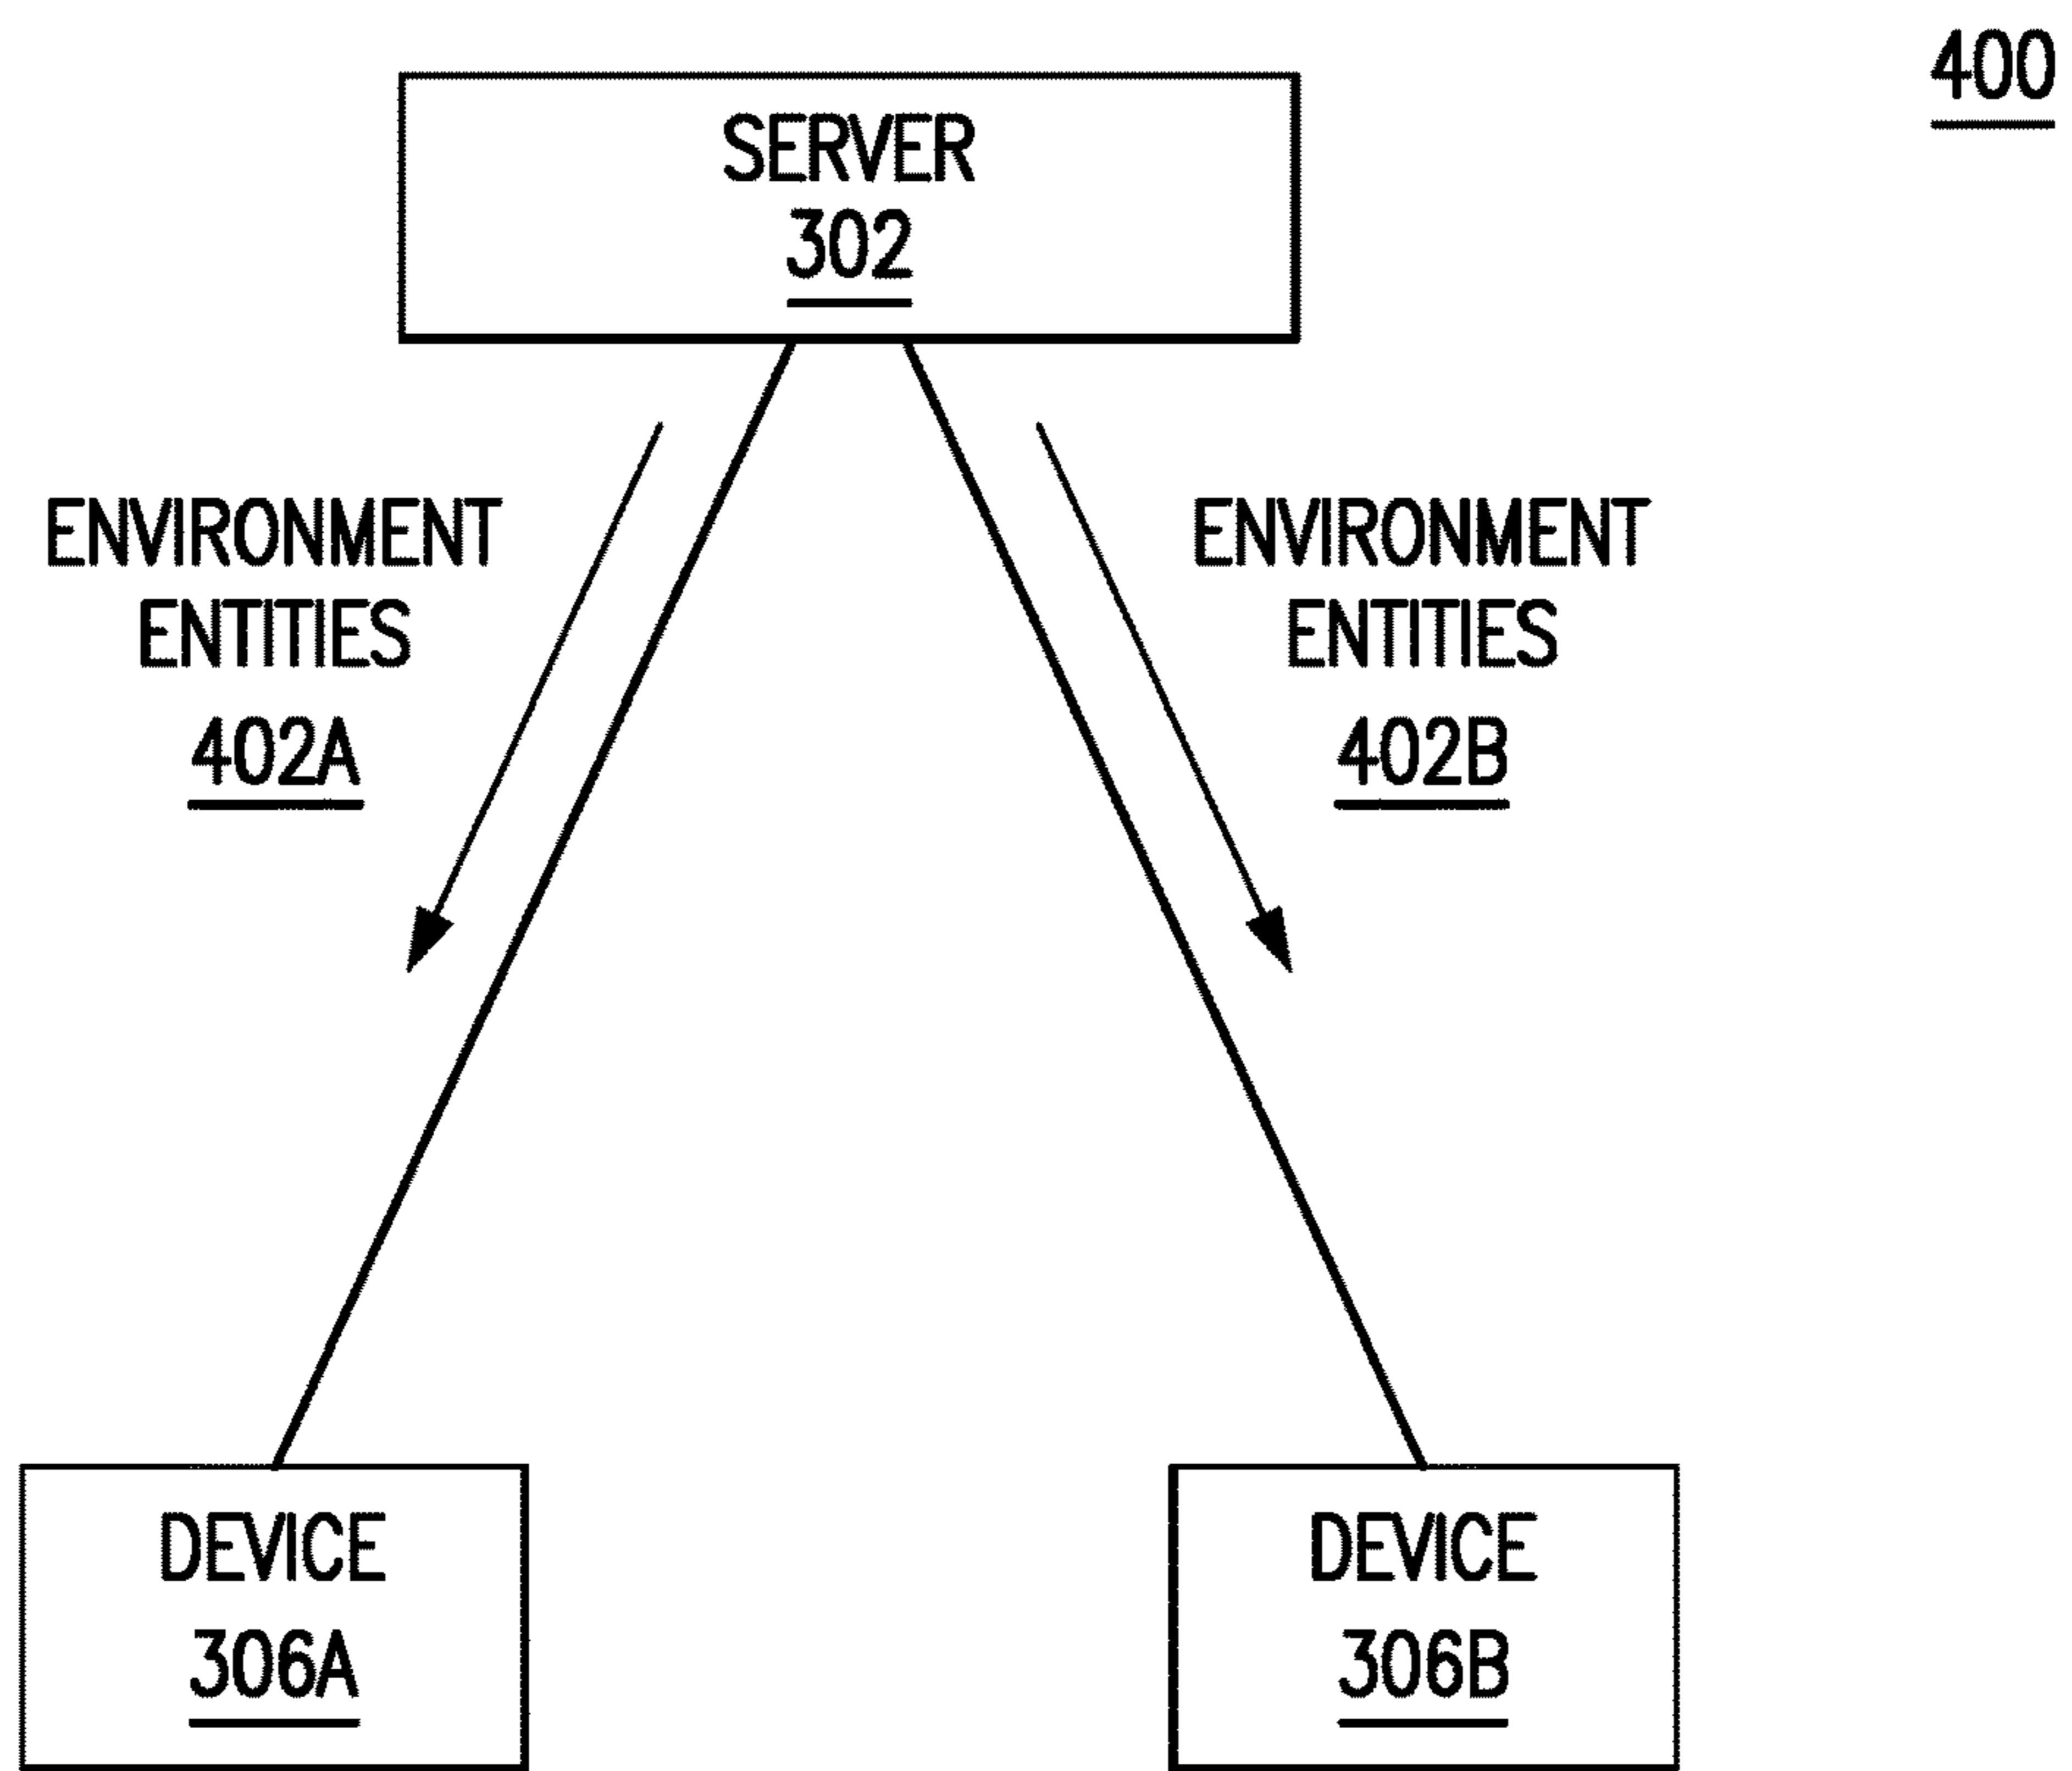 400
SERVER
302
ENVIRONMENT
ENTITIES
402A
ENVIRONMENT
ENTITIES
402B
DEVICE
306A
DEVICE
306B